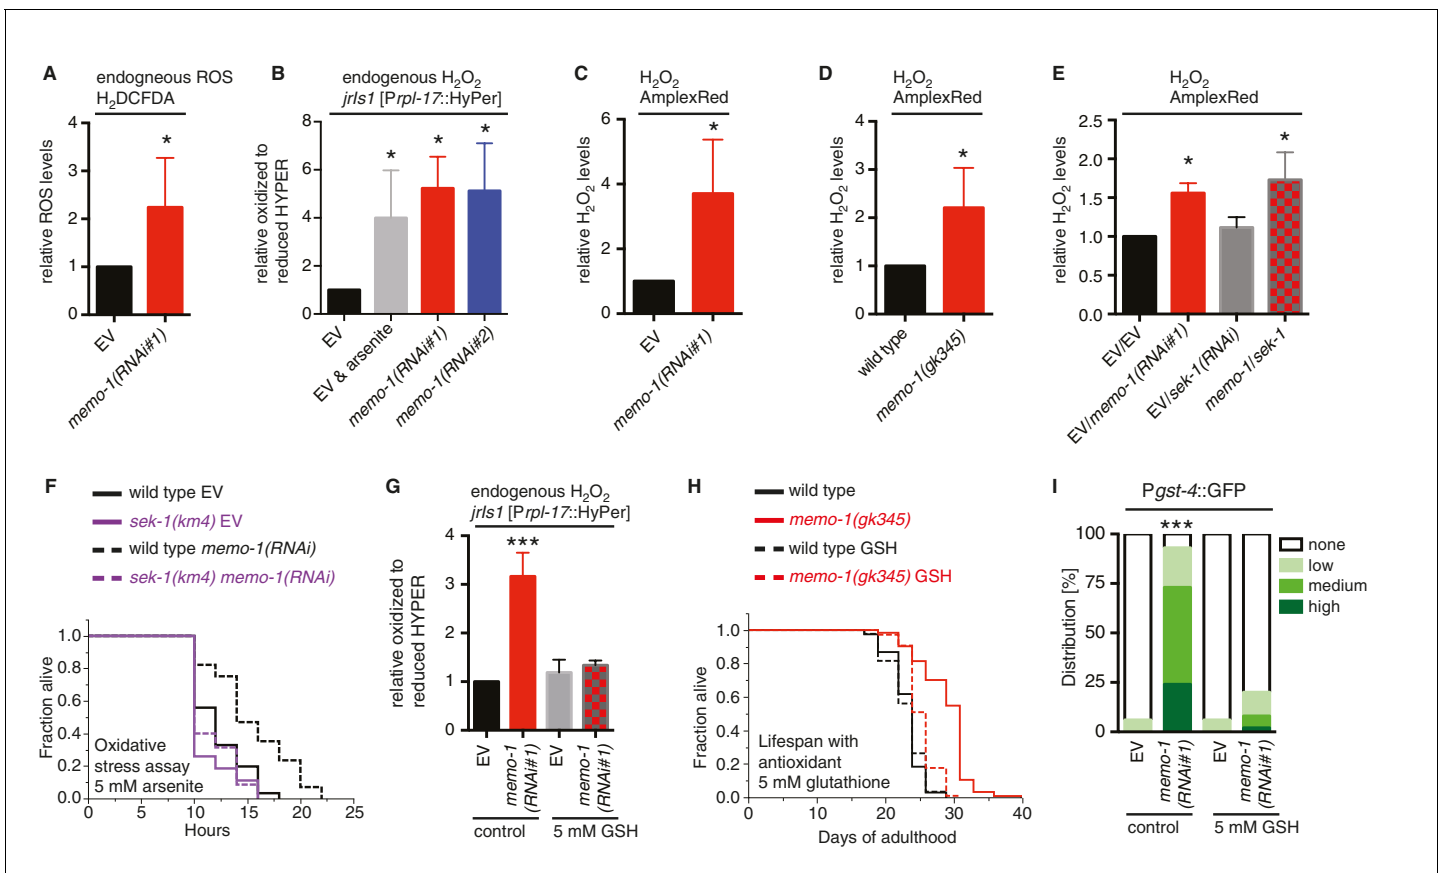 A
endogneous ROS
H2DCFDA
4
3
2
1
0
relative ROS levels
*
EV
memo-1(RNAi#1)
B
endogenous H2O2
jrIs1 [Prpl-17::HyPer]
8
6
4
2
0
relative oxidized to
reduced HYPER
*
*
*
EV
EV & arsenite
memo-1(RNAi#1)
memo-1(RNAi#2)
C
H2O2
AmplexRed
6
4
2
0
relative H2O2 levels
*
EV
memo-1(RNAi#1)
D
H2O2
AmplexRed
4
3
2
1
0
relative H2O2 levels
*
wild type
memo-1(gk345)
E
H2O2
AmplexRed
2.5
2.0
1.5
1.0
0.5
0.0
relative H2O2 levels
*
*
EV/EV
EV/memo-1(RNAi#1)
EV/sek-1(RNAi)
memo-1/sek-1
F
wild type EV
sek-1(km4) EV
wild type memo-1(RNAi)
sek-1(km4) memo-1(RNAi)
1.0
0.8
0.6
0.4
0.2
0.0
Fraction alive
Oxidative
stress assay
5 mM arsenite
0 5 10 15 20 25
Hours
G
endogenous H2O2
jrIs1 [Prpl-17::HyPer]
4
3
2
1
0
relative oxidized to
reduced HYPER
***
EV
memo-1
(RNAi#1)
EV
memo-1
(RNAi#1)
control
5 mM GSH
H
wild type
memo-1(gk345)
wild type GSH
memo-1(gk345) GSH
1.0
0.8
0.6
0.4
0.2
0.0
Fraction alive
Lifespan with
antioxidant
5 mM glutathione
0 10 20 30 40
Days of adulthood
I
Pgst-4::GFP
100
75
50
25
0
Distribution [%]
***
none
low
medium
high
EV
memo-1
(RNAi#1)
EV
memo-1
(RNAi#1)
control
5 mM GSH